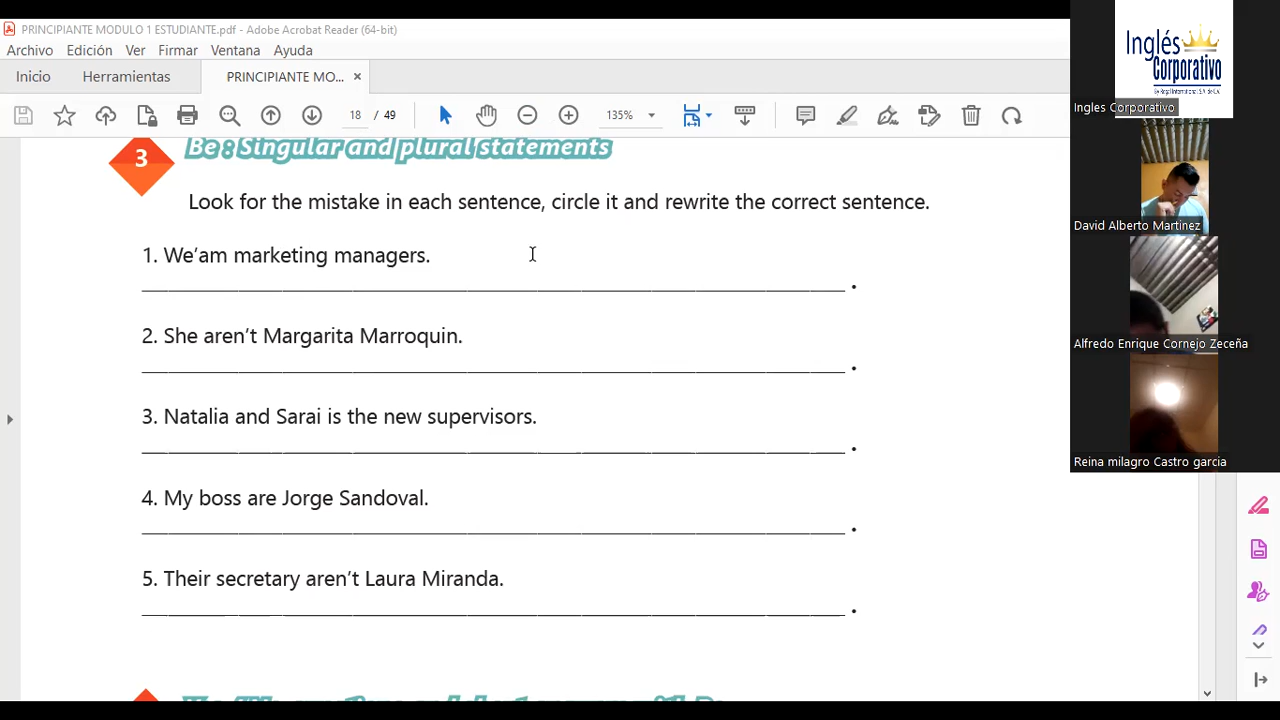 PRINCIPIANTE MODULO 1 ESTUDIANTE.pdf - Adobe Acrobat Reader (64-bit)
Archivo Edición Ver Firmar Ventana Ayuda
Inicio Herramientas PRINCIPIANTE MO... ×
18 / 49 135%
3 Be : Singular and plural statements
Look for the mistake in each sentence, circle it and rewrite the correct sentence.
1. We‘am marketing managers.
2. She aren’t Margarita Marroquin.
3. Natalia and Sarai is the new supervisors.
4. My boss are Jorge Sandoval.
5. Their secretary aren’t Laura Miranda.
Inglés
Corporativo
Ingles Corporativo
David Alberto Martinez
Alfredo Enrique Cornejo Zeceña
Reina milagro Castro garcia